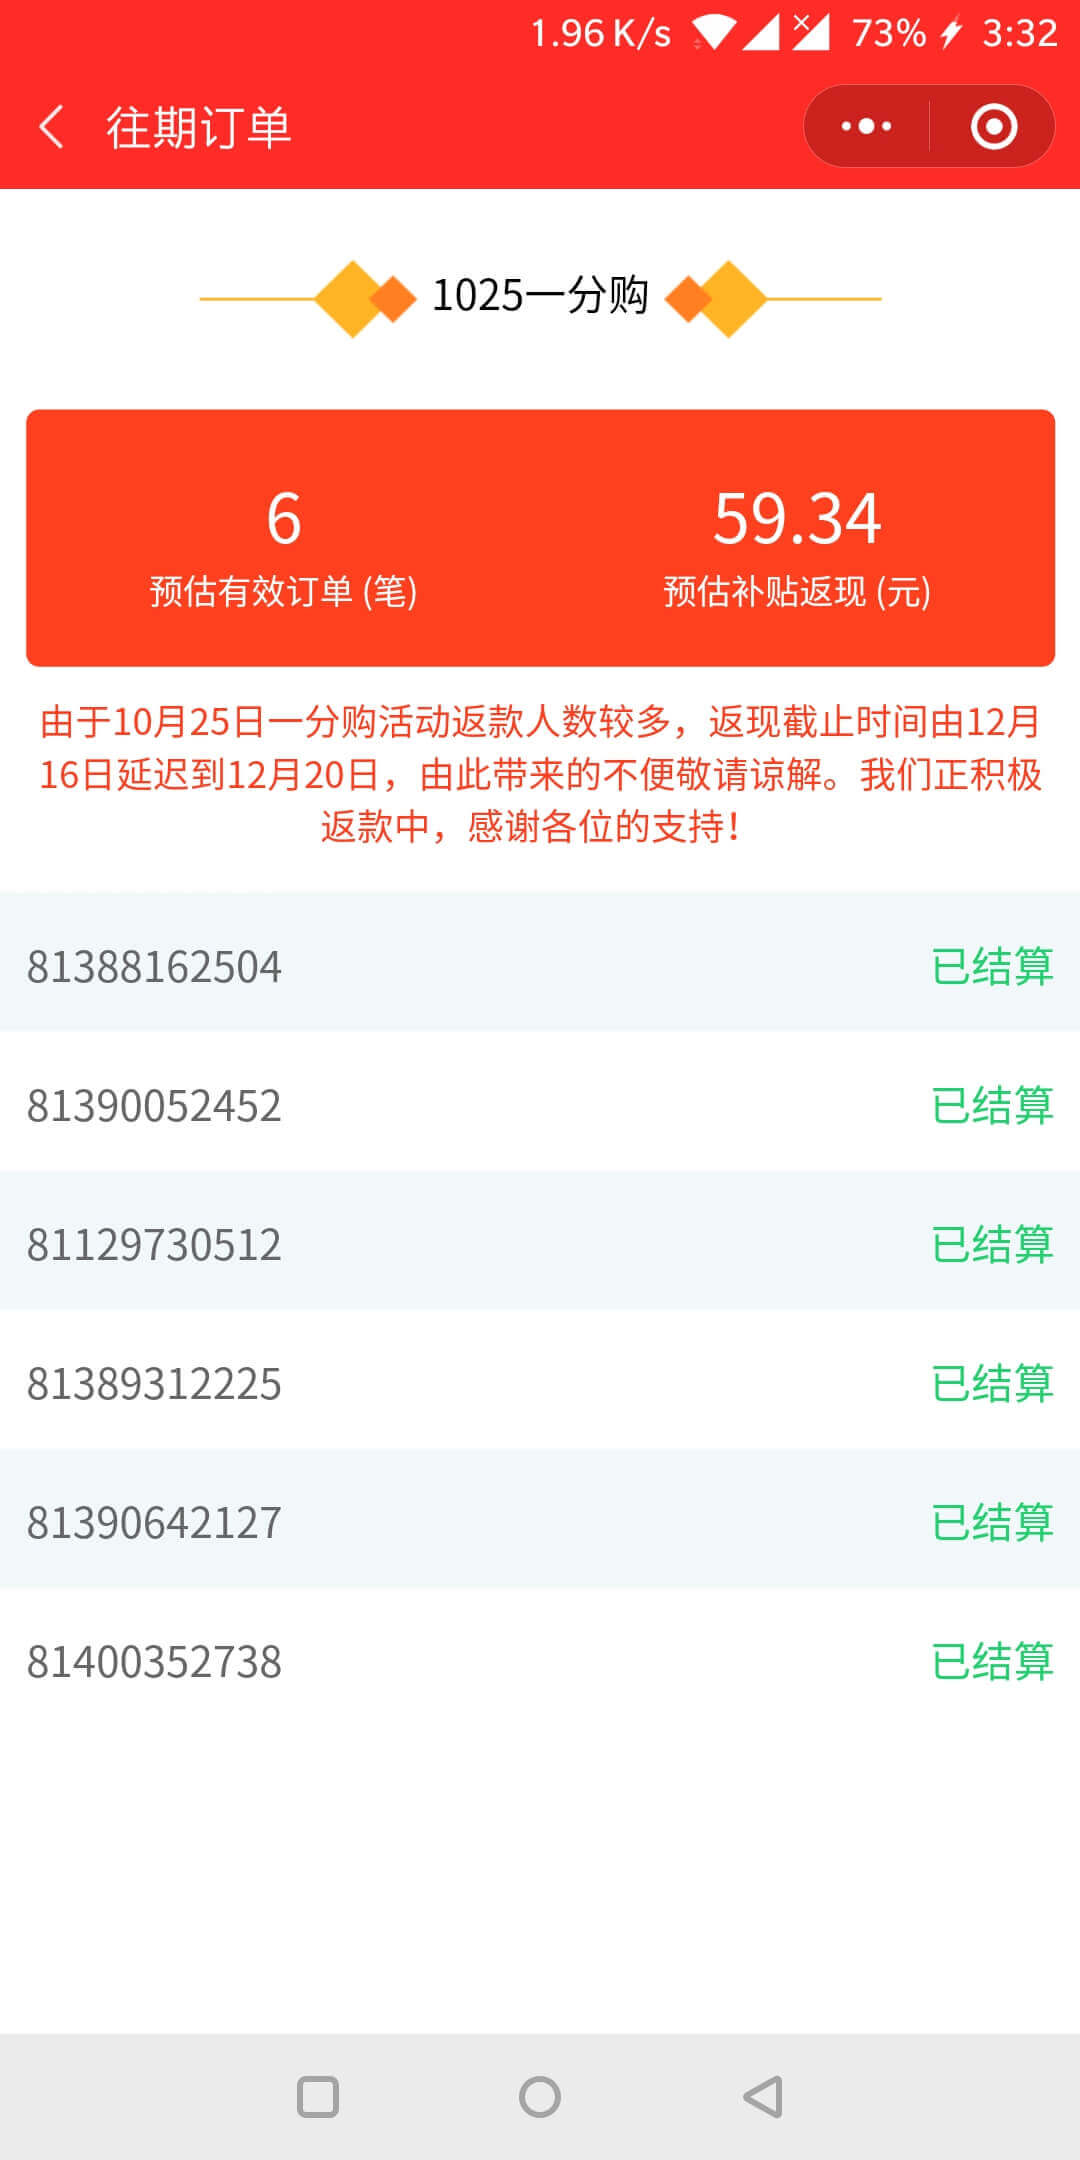 1.96 K/s 73% 3:32
往期订单
1025一分购
6 59.34
预估有效订单 (笔) 预估补贴返现 (元)
由于10月25日一分购活动返款人数较多，返现截止时间由12月
16日延迟到12月20日，由此带来的不便敬请谅解。我们正积极
返款中，感谢各位的支持！
81388162504 已结算
81390052452 已结算
81129730512 已结算
81389312225 已结算
81390642127 已结算
81400352738 已结算